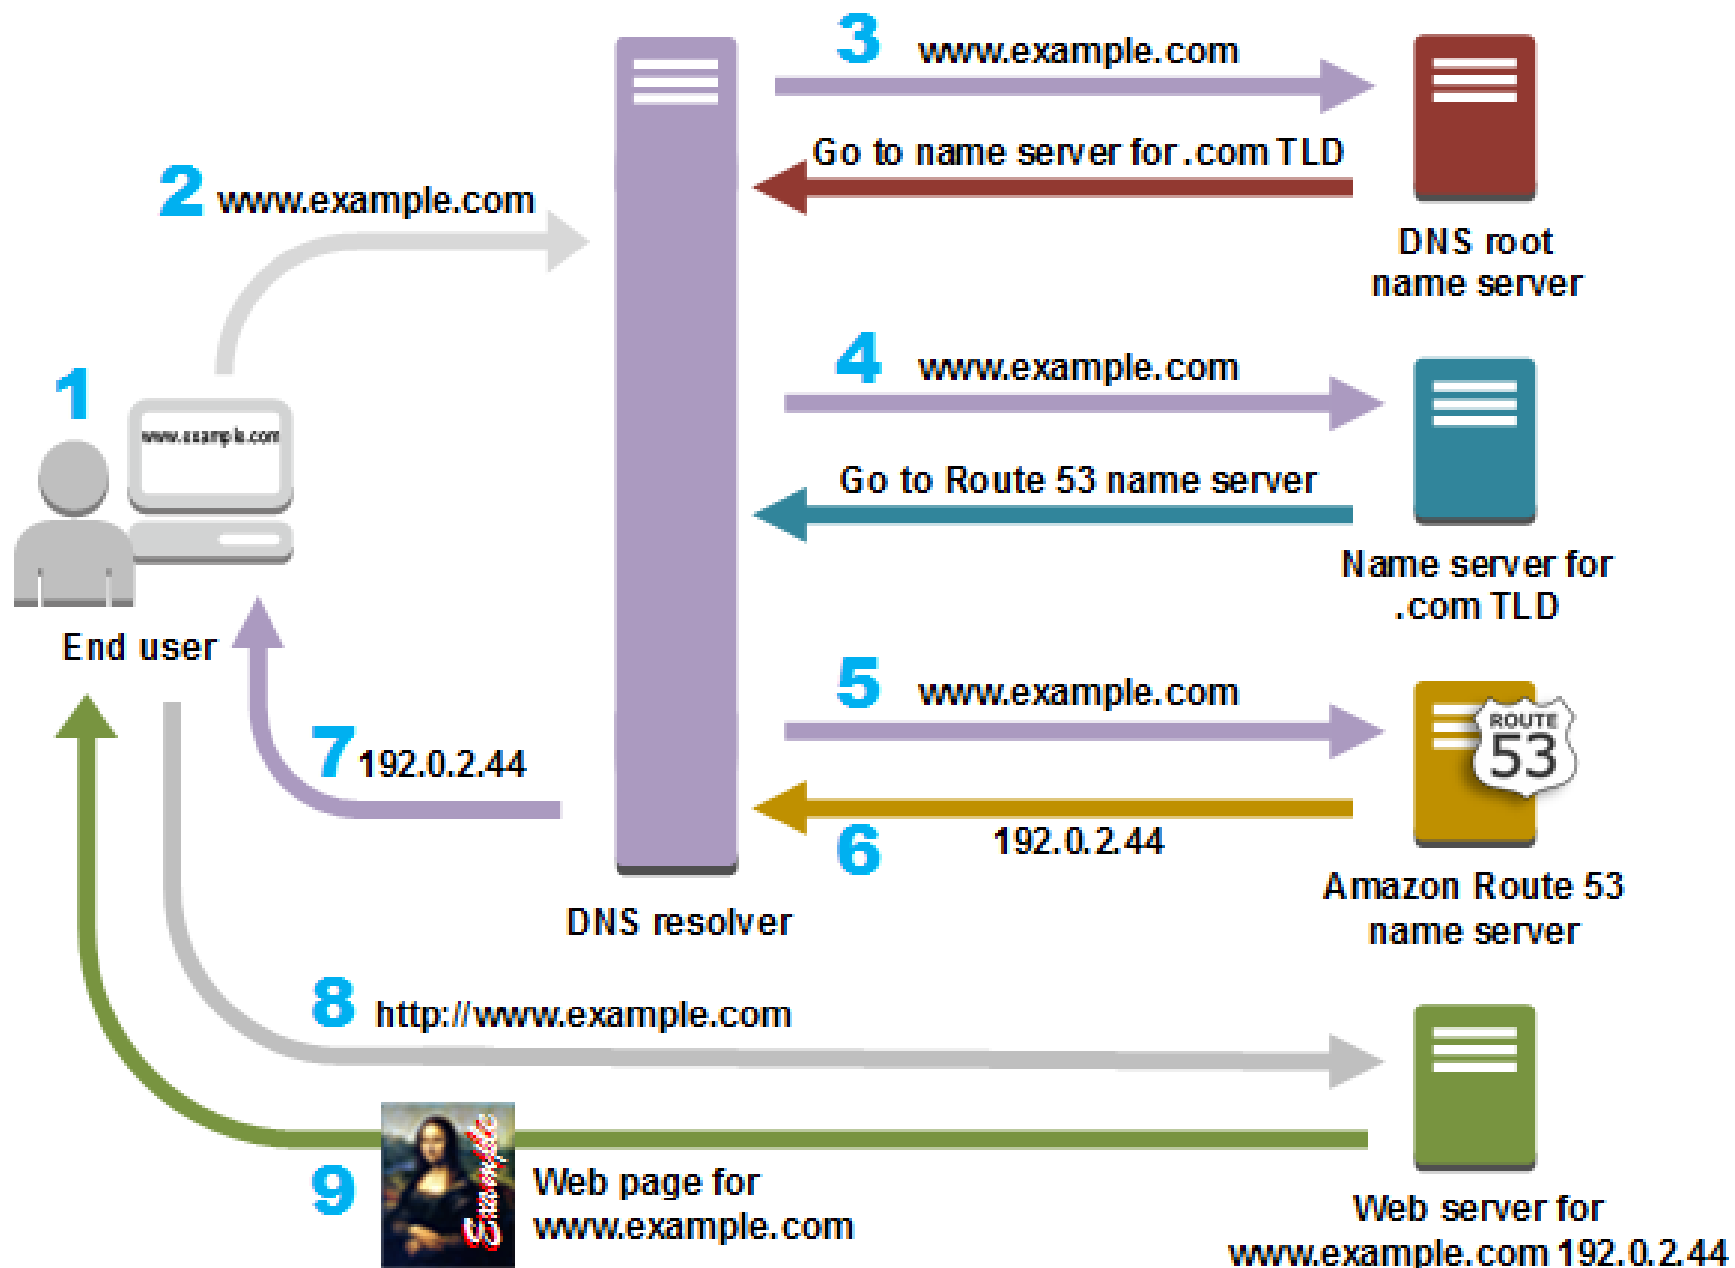 3 www.example.com
Go to name server for .com TLD
DNS root
name server
2 www.example.com
4 www.example.com
Go to Route 53 name server
Name server for
.com TLD
1
www.example.com
End user
5 www.example.com
ROUTE
53
6
192.0.2.44
Amazon Route 53
name server
7 192.0.2.44
DNS resolver
8 http://www.example.com
9
Example
Web page for
www.example.com
Web server for
www.example.com 192.0.2.44